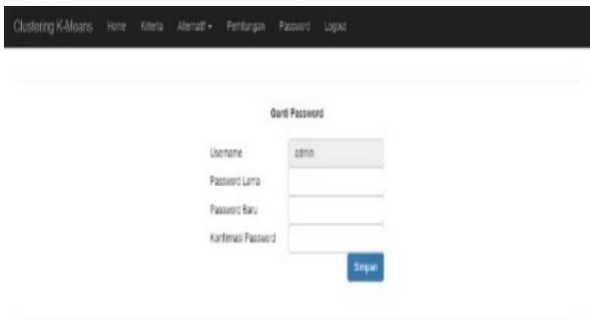 Clustering K-Means Home Kriteria Alternatif Perhitungan Password Logout
Ganti Password
Username admin
Password Lama
Password Baru
Konfirmasi Password
Simpan